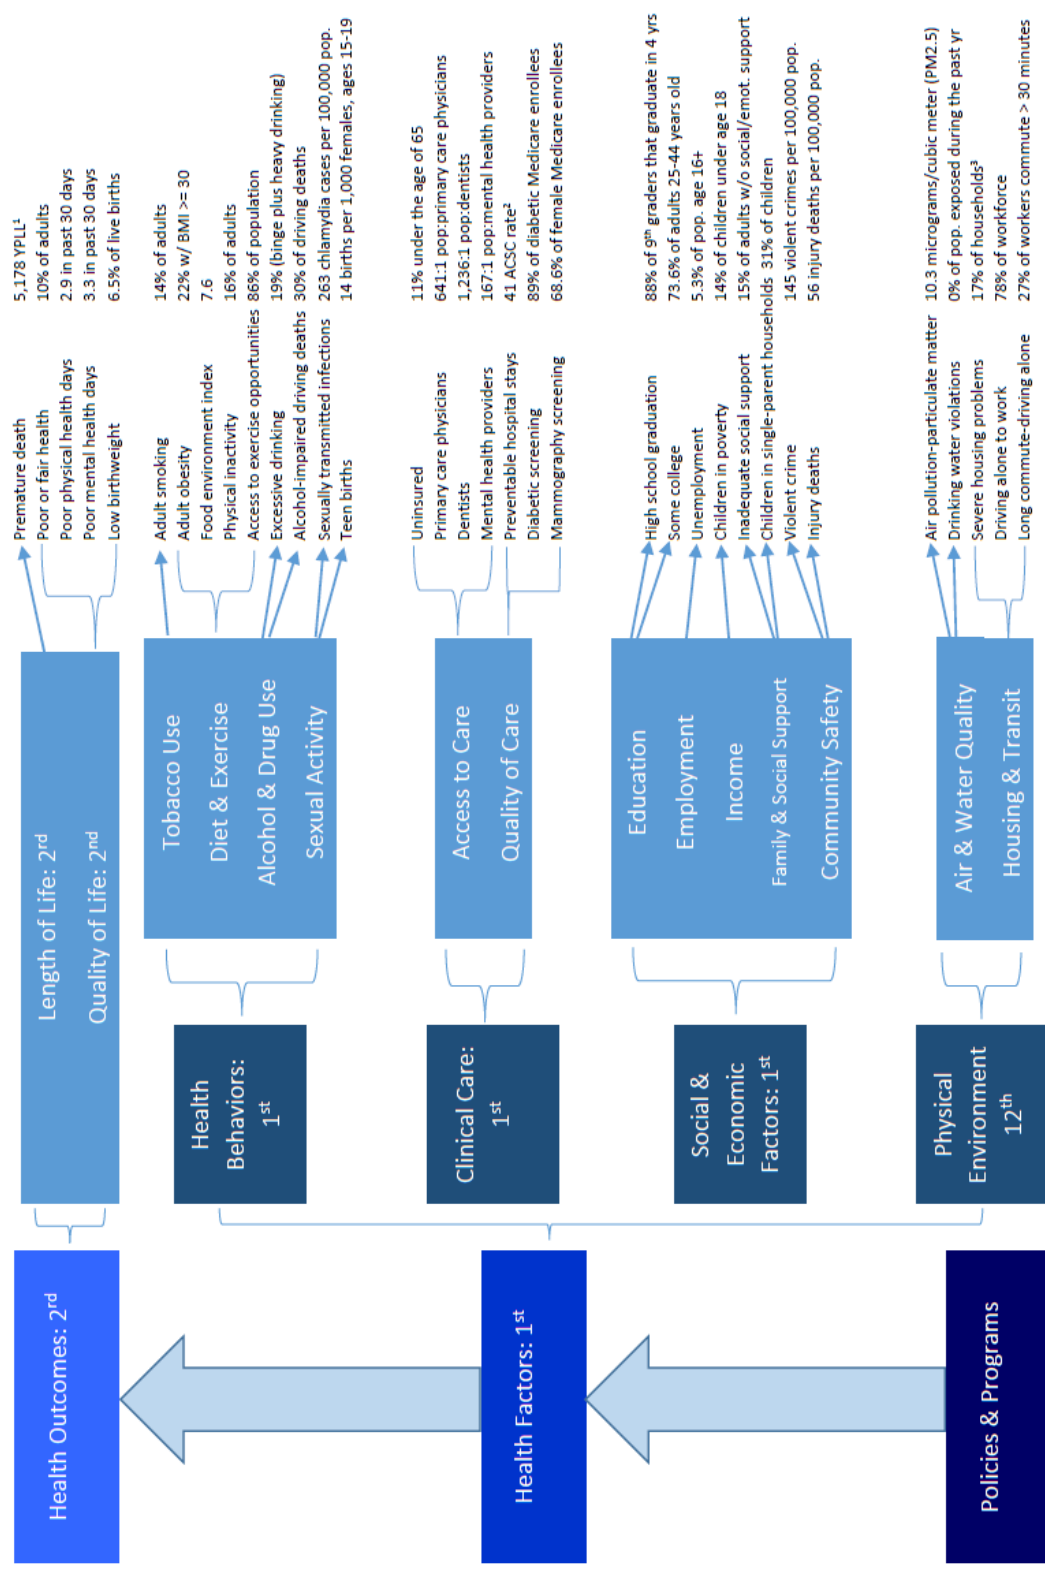 Health Outcomes: 2rd
Health Factors: 1st
Policies & Programs
Length of Life: 2rd
Quality of Life: 2nd
Health
Behaviors:
1st
Clinical Care:
1st
Social &
Economic
Factors: 1st
Physical
Environment
12th
Tobacco Use
Diet & Exercise
Alcohol & Drug Use
Sexual Activity
Access to Care
Quality of Care
Education
Employment
Income
Family & Social Support
Community Safety
Air & Water Quality
Housing & Transit
Premature death 5,178 YPLL¹
Poor or fair health 10% of adults
Poor physical health days 2.9 in past 30 days
Poor mental health days 3.3 in past 30 days
Low birthweight 6.5% of live births
Adult smoking 14% of adults
Adult obesity 22% w/ BMI >= 30
Food environment index 7.6
Physical inactivity 16% of adults
Access to exercise opportunities 86% of population
Excessive drinking 19% (binge plus heavy drinking)
Alcohol-impaired driving deaths 30% of driving deaths
Sexually transmitted infections 263 chlamydia cases per 100,000 pop.
Teen births 14 births per 1,000 females, ages 15-19
Uninsured 11% under the age of 65
Primary care physicians 641:1 pop:primary care physicians
Dentists 1,236:1 pop:dentists
Mental health providers 167:1 pop:mental health providers
Preventable hospital stays 41 ACSC rate²
Diabetic screening 89% of diabetic Medicare enrollees
Mammography screening 68.6% of female Medicare enrollees
High school graduation 88% of 9th graders that graduate in 4 yrs
Some college 73.6% of adults 25-44 years old
Unemployment 5.3% of pop. age 16+
Children in poverty 14% of children under age 18
Inadequate social support 15% of adults w/o social/emot. support
Children in single-parent households 31% of children
Violent crime 145 violent crimes per 100,000 pop.
Injury deaths 56 injury deaths per 100,000 pop.
Air pollution-particulate matter 10.3 micrograms/cubic meter (PM2.5)
Drinking water violations 0% of pop. exposed during the past yr
Severe housing problems 17% of households³
Driving alone to work 78% of workforce
Long commute-driving alone 27% of workers commute > 30 minutes